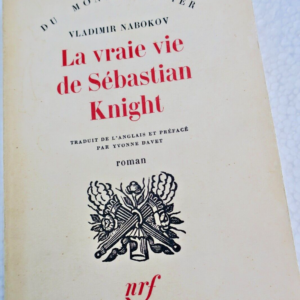 DU MONDE
VLADIMIR NABOKOV
La vraie vie
de Sébastian
Knight
TRADUIT DE L'ANGLAIS ET PRÉFACÉ
PAR YVONNE DAVET
roman
nrf